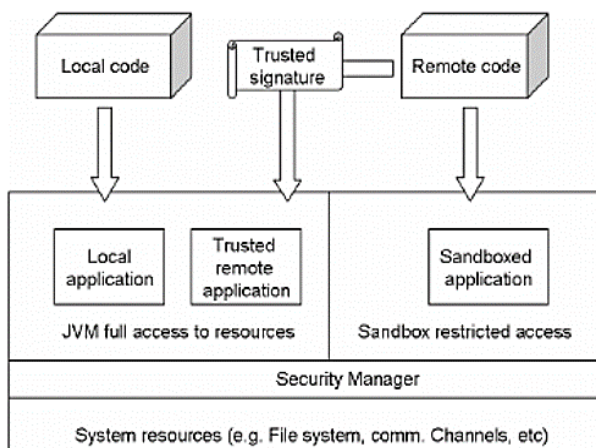 Local code
Trusted
signature
Remote code
Local
application
Trusted
remote
application
Sandboxed
application
JVM full access to resources
Sandbox restricted access
Security Manager
System resources (e.g. File system, comm. Channels, etc)